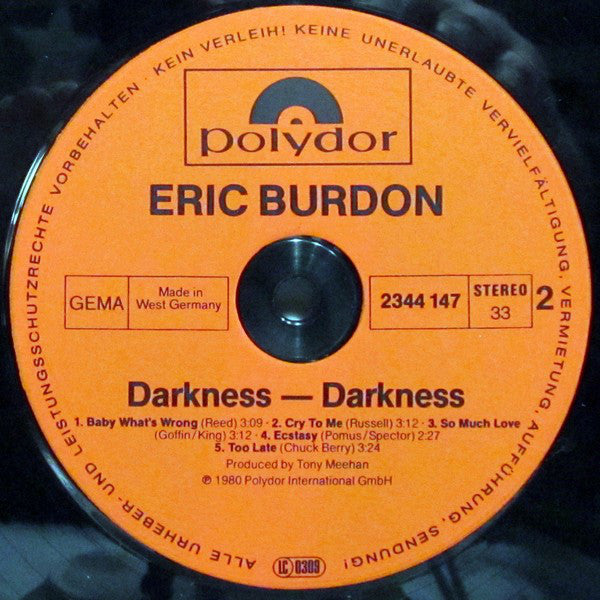 ALLE URHEBER- UND LEISTUNGSSCHUTZRECHTE VORBEHALTEN · KEIN VERLEIH! KEINE UNERLAUBTE VERVIELFÄLTIGUNG, VERMIETUNG, AUFFÜHRUNG, SENDUNG!
polydor
ERIC BURDON
GEMA
Made in
West Germany
2344 147
STEREO
33
2
Darkness — Darkness
1. Baby What's Wrong (Reed) 3:09 · 2. Cry To Me (Russell) 3:12 · 3. So Much Love
(Goffin/King) 3:12 · 4. Ecstasy (Pomus/Spector) 2:27
5. Too Late (Chuck Berry) 3:24
Produced by Tony Meehan
℗ 1980 Polydor International GmbH
LC 0309